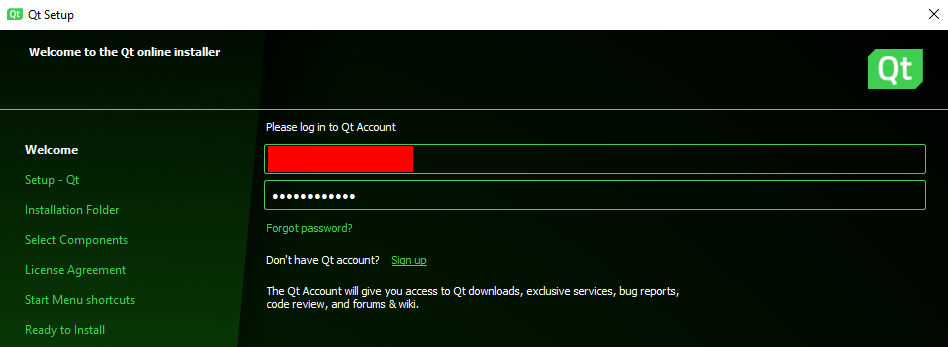 Qt Setup
Welcome to the Qt online installer
Qt
Please log in to Qt Account
••••••••••••
Forgot password?
Don't have Qt account? Sign up
The Qt Account will give you access to Qt downloads, exclusive services, bug reports,
code review, and forums & wiki.
Welcome
Setup - Qt
Installation Folder
Select Components
License Agreement
Start Menu shortcuts
Ready to Install